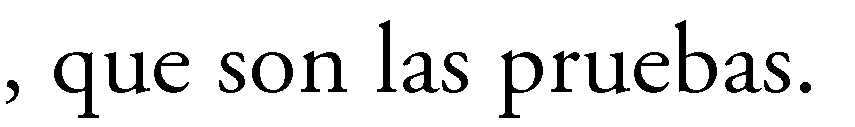 , que son las pruebas.